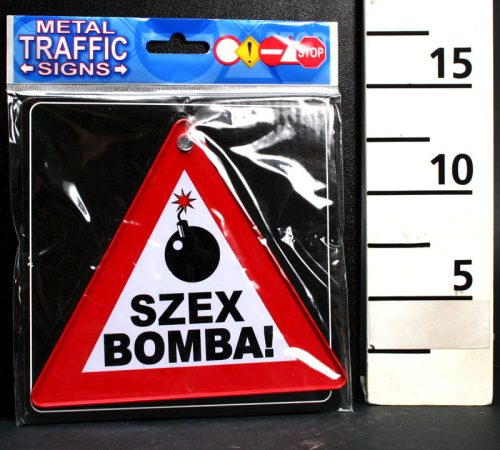 METAL
TRAFFIC
SIGNS
STOP
SZEX
BOMBA!
15
10
5